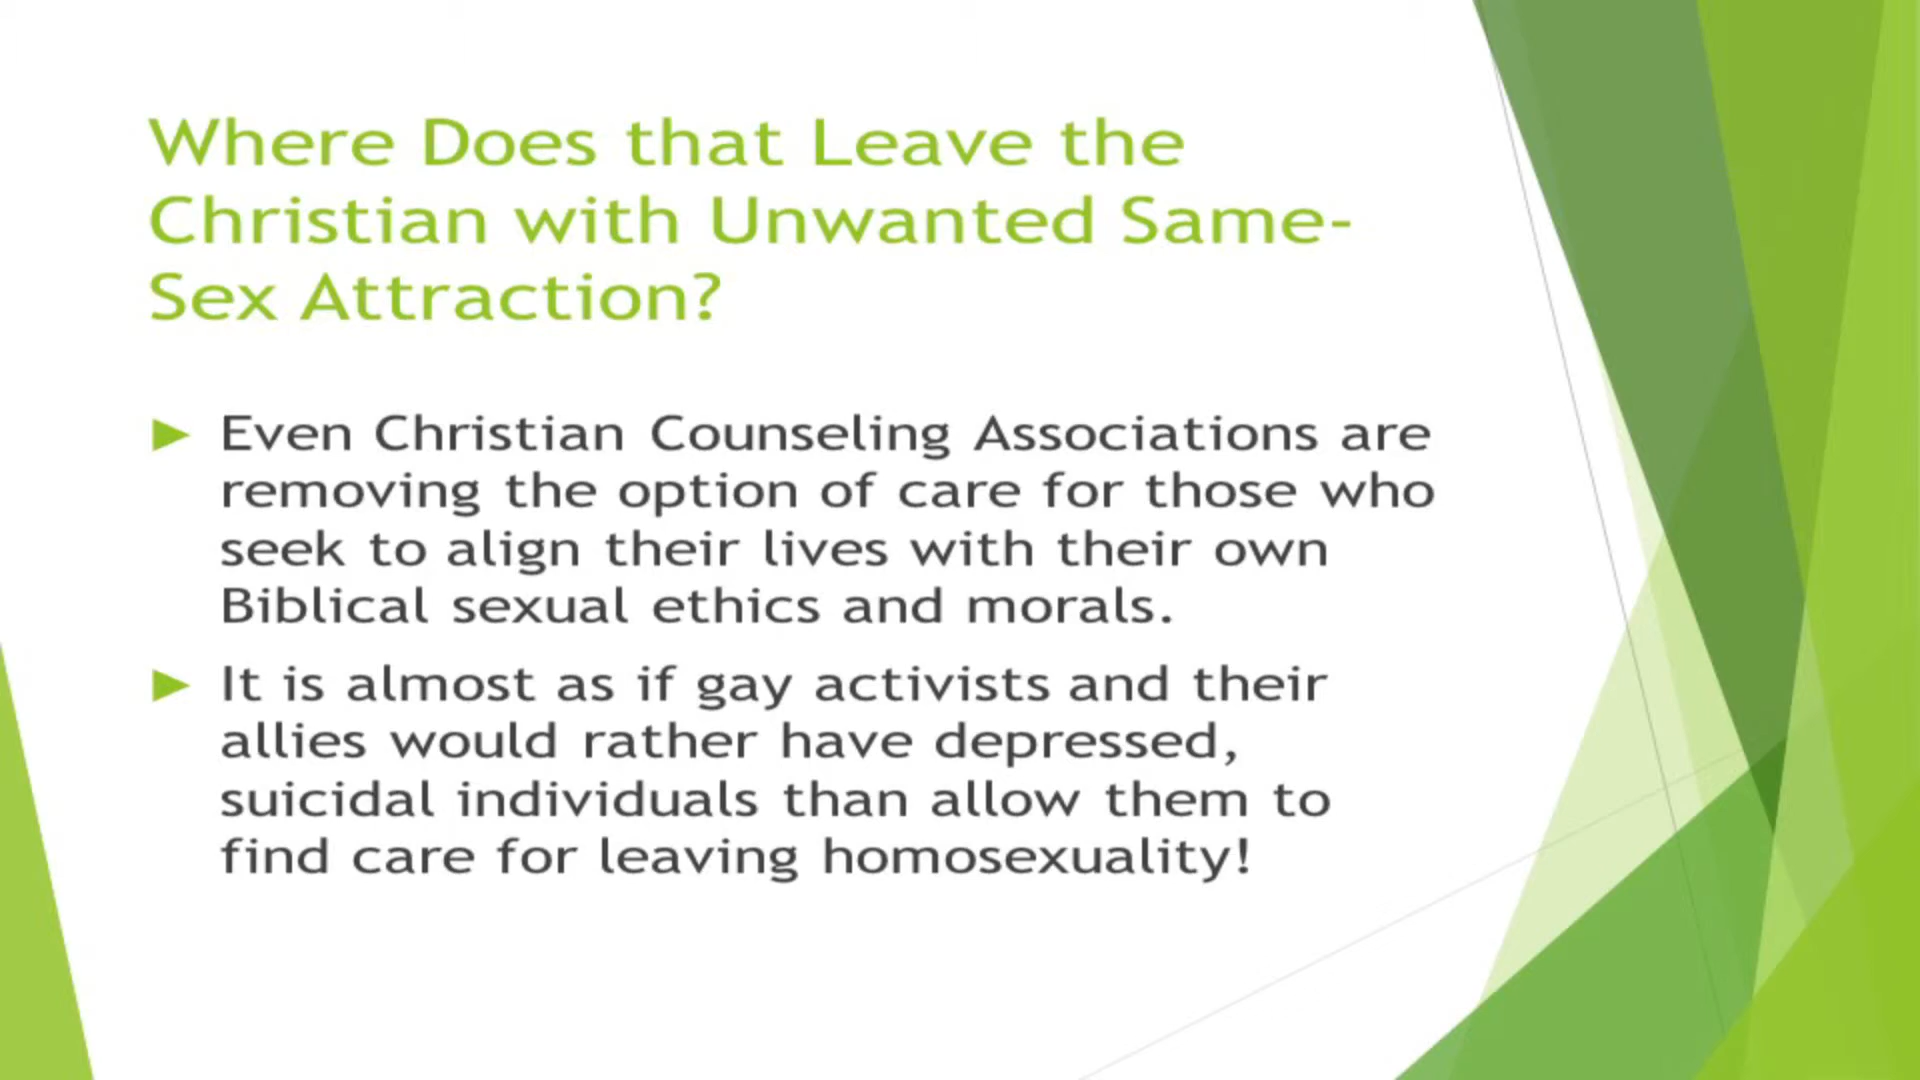 Where Does that Leave the
Christian with Unwanted Same-
Sex Attraction?
Even Christian Counseling Associations are
removing the option of care for those who
seek to align their lives with their own
Biblical sexual ethics and morals.
It is almost as if gay activists and their
allies would rather have depressed,
suicidal individuals than allow them to
find care for leaving homosexuality!